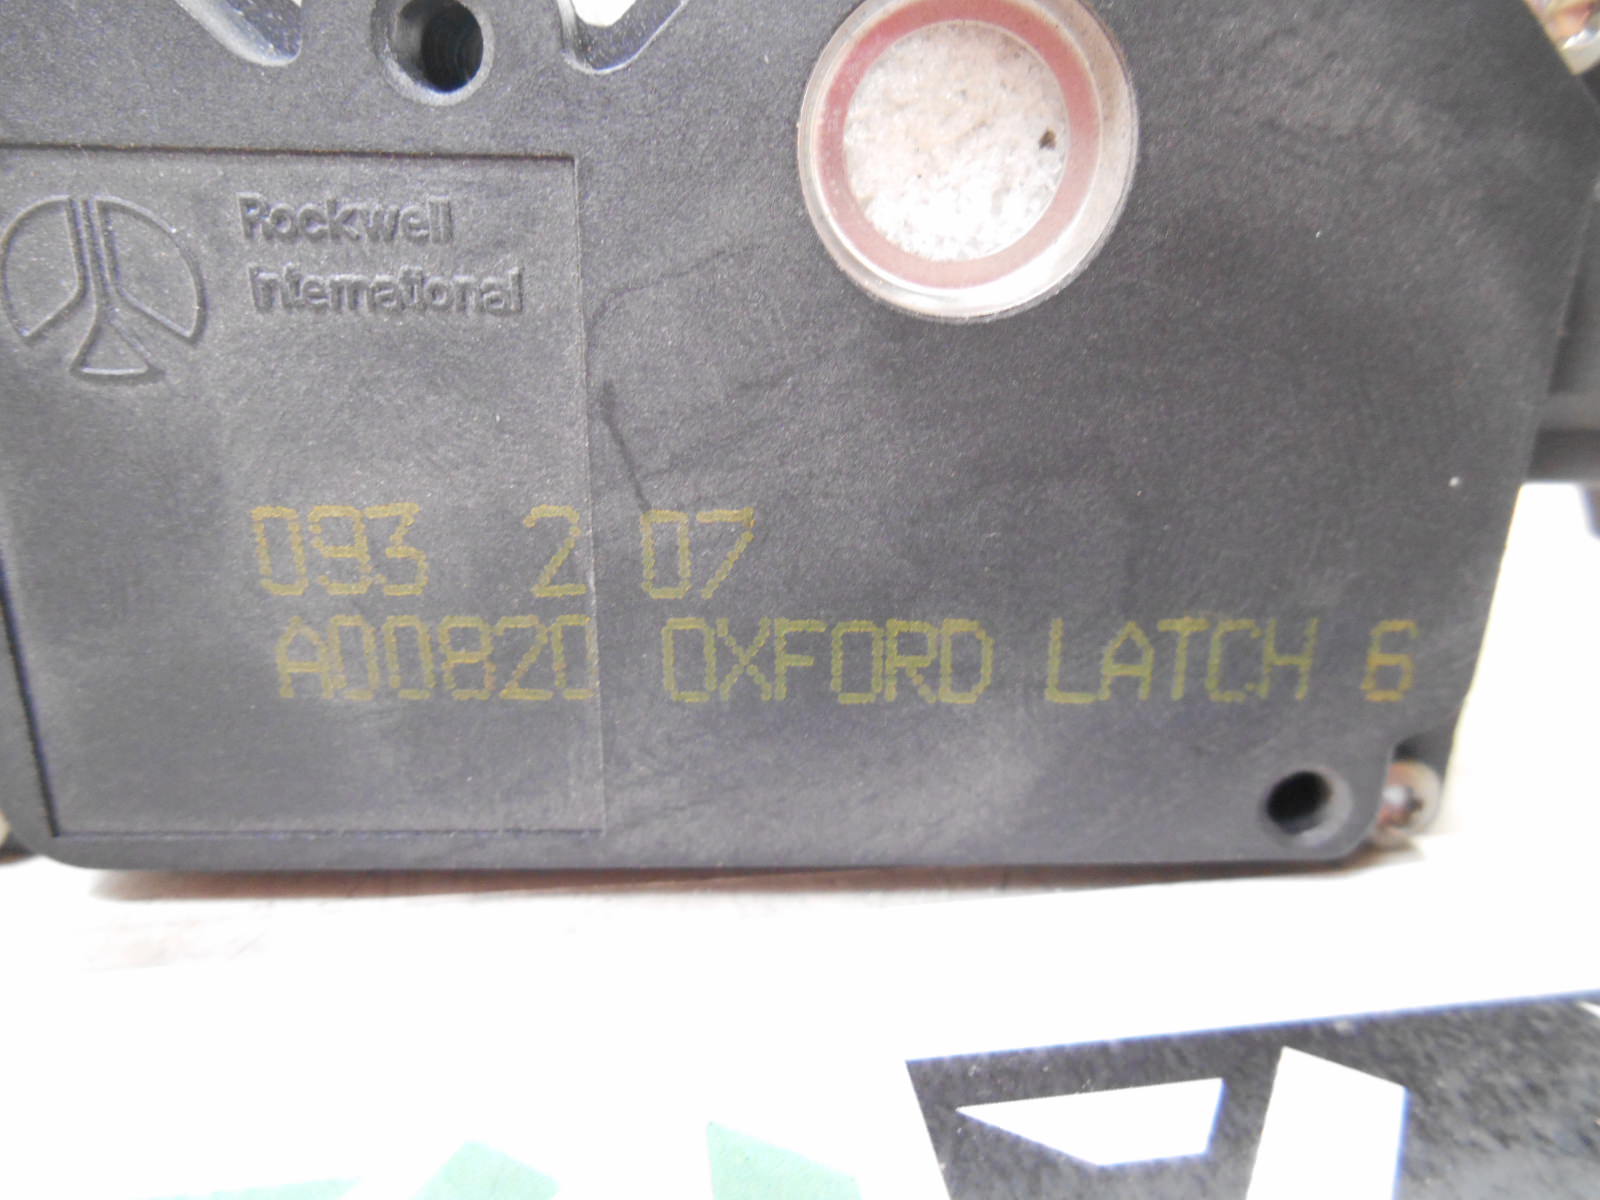 Rockwell
International
093 2 07
A00820 OXFORD LATCH 6